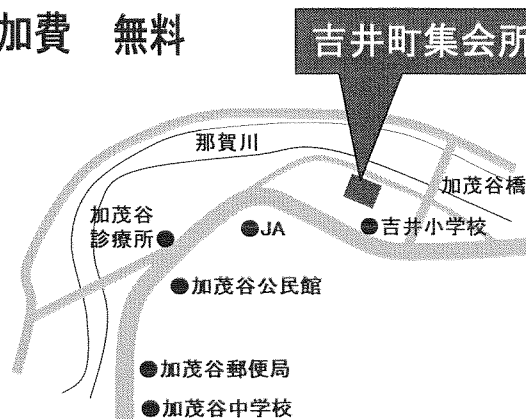 加費 無料
吉井町集会所
那賀川
加茂谷橋
加茂谷
診療所
JA
吉井小学校
加茂谷公民館
加茂谷郵便局
加茂谷中学校